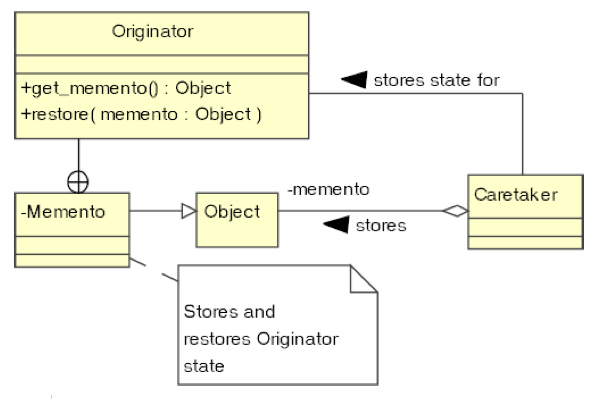 Originator
+get_memento() : Object
+restore( memento : Object )
stores state for
-Memento
Object
-memento
stores
Caretaker
Stores and
restores Originator
state